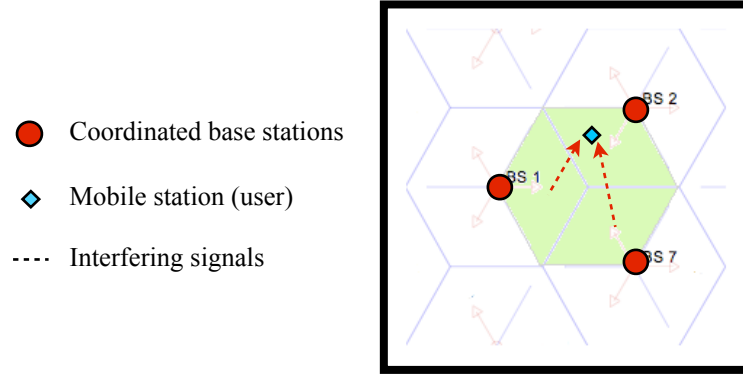 Coordinated base stations
Mobile station (user)
Interfering signals
BS 2
BS 1
BS 7